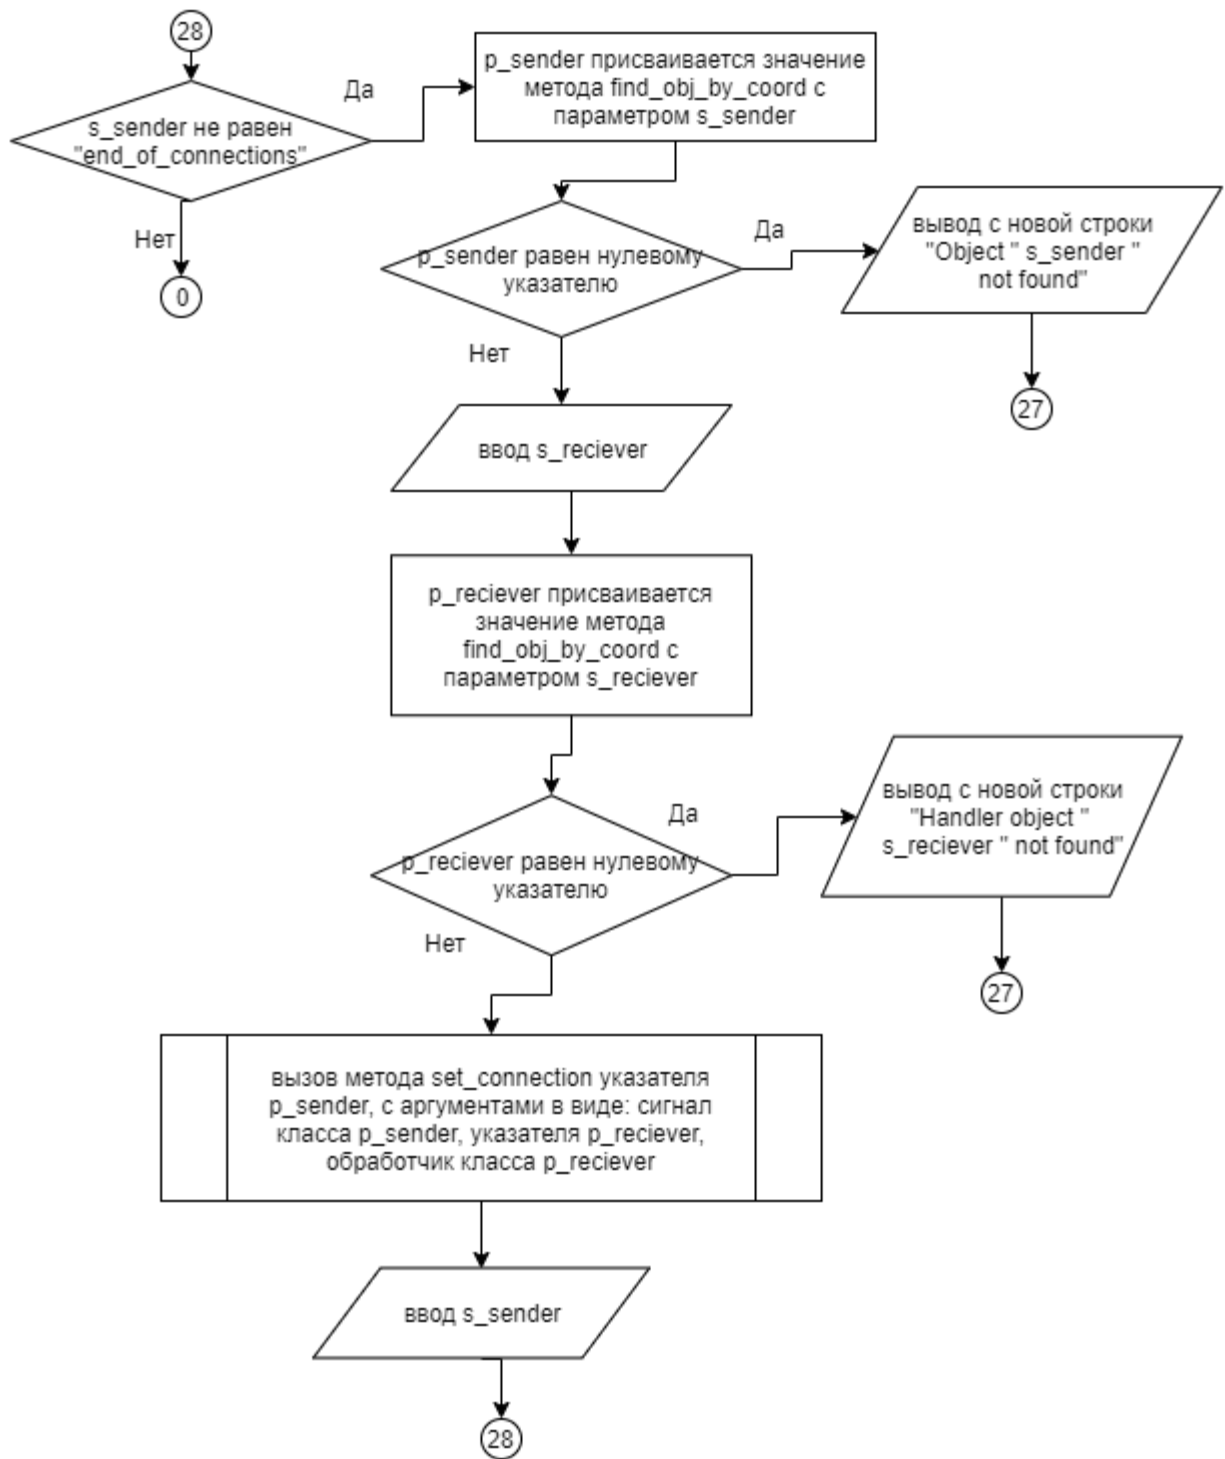 28
s_sender не равен
"end_of_connections"
Да
Нет
0
p_sender присваивается значение
метода find_obj_by_coord с
параметром s_sender
p_sender равен нулевому
указателю
Да
вывод с новой строки
"Object " s_sender "
not found"
27
Нет
ввод s_reciever
p_reciever присваивается
значение метода
find_obj_by_coord с
параметром s_reciever
p_reciever равен нулевому
указателю
Да
вывод с новой строки
"Handler object "
s_reciever " not found"
27
Нет
вызов метода set_connection указателя
p_sender, с аргументами в виде: сигнал
класса p_sender, указателя p_reciever,
обработчик класса p_reciever
ввод s_sender
28